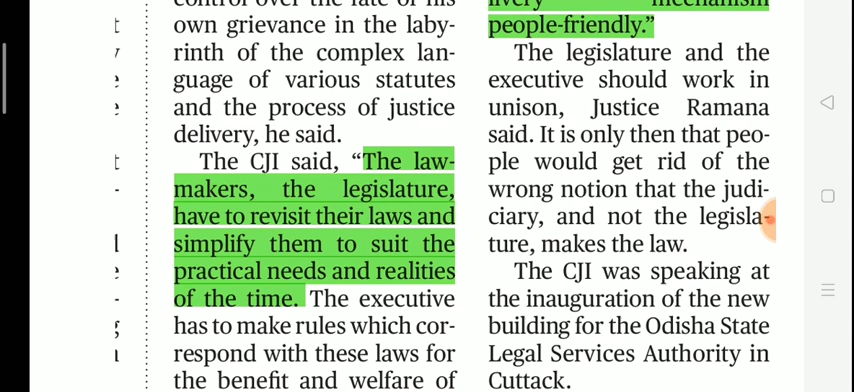 own grievance in the laby-
rinth of the complex lan-
guage of various statutes
and the process of justice
delivery, he said.
The CJI said, “The law-
makers, the legislature,
have to revisit their laws and
simplify them to suit the
practical needs and realities
of the time. The executive
has to make rules which cor-
respond with these laws for
the benefit and welfare of
livery mechanism
people-friendly.”
The legislature and the
executive should work in
unison, Justice Ramana
said. It is only then that peo-
ple would get rid of the
wrong notion that the judi-
ciary, and not the legisla-
ture, makes the law.
The CJI was speaking at
the inauguration of the new
building for the Odisha State
Legal Services Authority in
Cuttack.